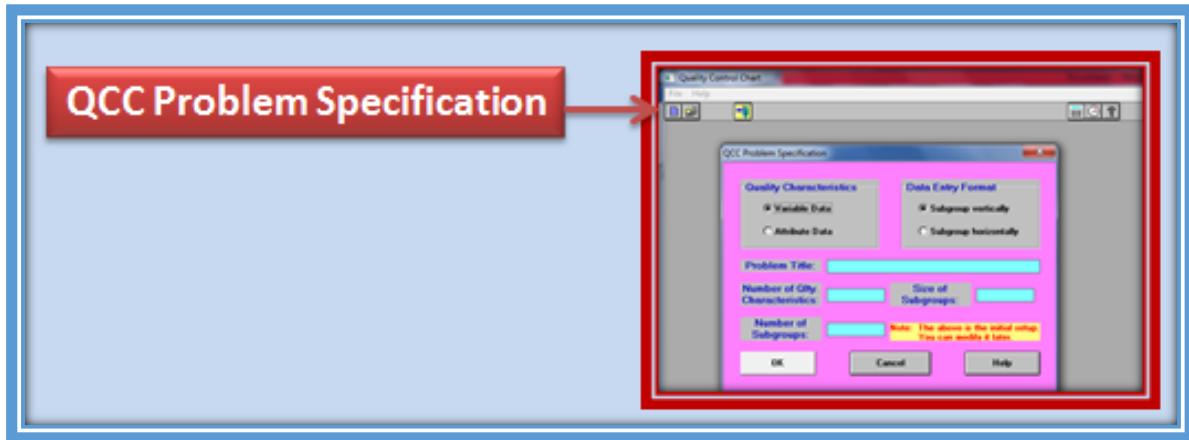 QCC Problem Specification
Quality Control Chart
File Help
QCC Problem Specification
Quality Characteristics
Variable Data
Attribute Data
Data Entry Format
Subgroup vertically
Subgroup horizontally
Problem Title:
Number of Qlty
Characteristics:
Size of
Subgroups:
Number of
Subgroups:
Note: The above is the initial setup.
You can modify it later.
OK
Cancel
Help